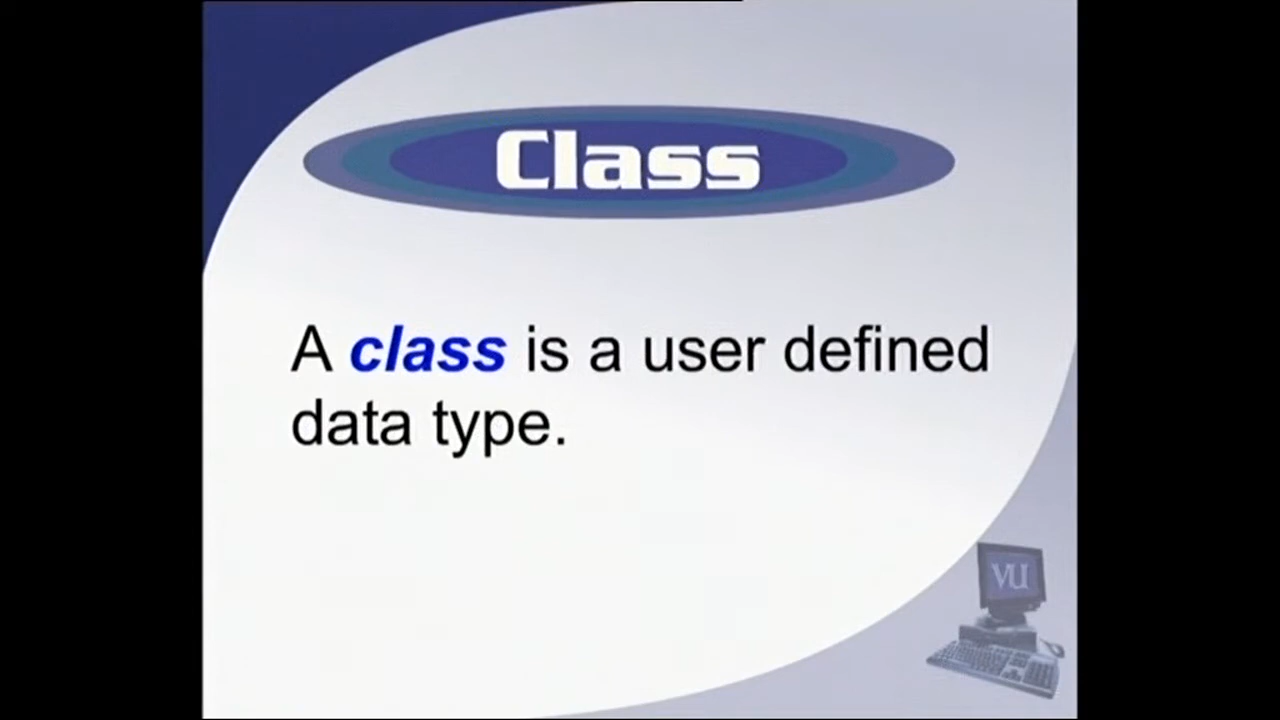 Class
A class is a user defined
data type.
VU